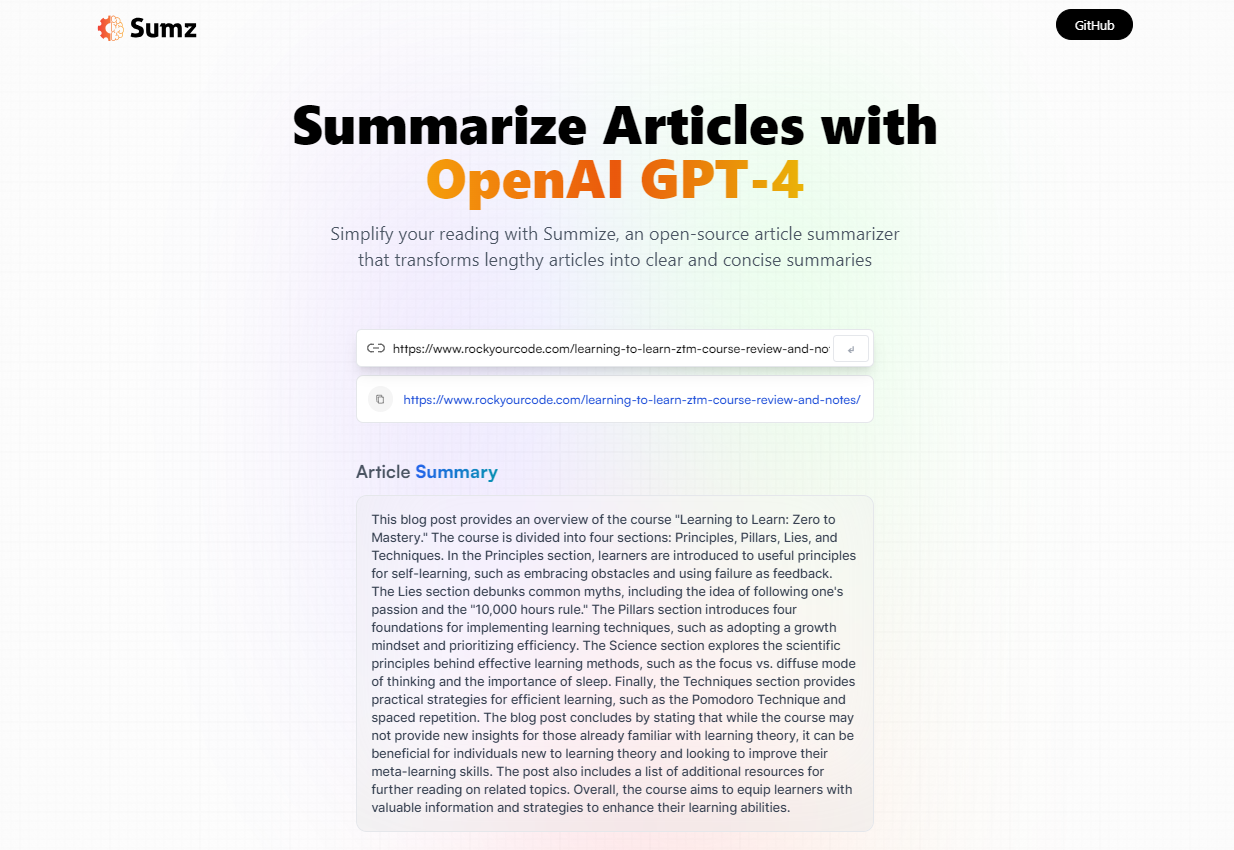 Sumz
GitHub
Summarize Articles with
OpenAI GPT-4
Simplify your reading with Summize, an open-source article summarizer
that transforms lengthy articles into clear and concise summaries
https://www.rockyourcode.com/learning-to-learn-ztm-course-review-and-no
https://www.rockyourcode.com/learning-to-learn-ztm-course-review-and-notes/
Article Summary
This blog post provides an overview of the course "Learning to Learn: Zero to
Mastery." The course is divided into four sections: Principles, Pillars, Lies, and
Techniques. In the Principles section, learners are introduced to useful principles
for self-learning, such as embracing obstacles and using failure as feedback.
The Lies section debunks common myths, including the idea of following one's
passion and the "10,000 hours rule." The Pillars section introduces four
foundations for implementing learning techniques, such as adopting a growth
mindset and prioritizing efficiency. The Science section explores the scientific
principles behind effective learning methods, such as the focus vs. diffuse mode
of thinking and the importance of sleep. Finally, the Techniques section provides
practical strategies for efficient learning, such as the Pomodoro Technique and
spaced repetition. The blog post concludes by stating that while the course may
not provide new insights for those already familiar with learning theory, it can be
beneficial for individuals new to learning theory and looking to improve their
meta-learning skills. The post also includes a list of additional resources for
further reading on related topics. Overall, the course aims to equip learners with
valuable information and strategies to enhance their learning abilities.